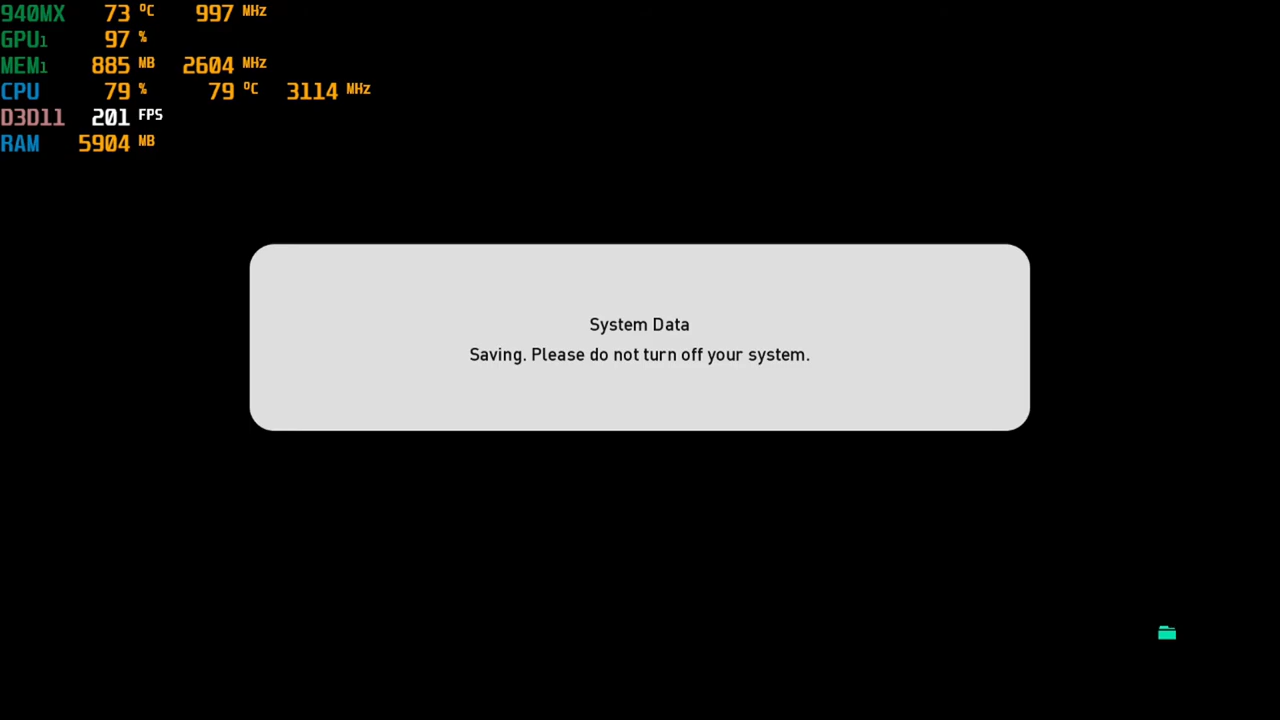 940MX 73 °C 997 MHz
GPU1 97 %
MEM1 885 MB 2604 MHz
CPU 79 % 79 °C 3114 MHz
D3D11 201 FPS
RAM 5904 MB
System Data
Saving. Please do not turn off your system.